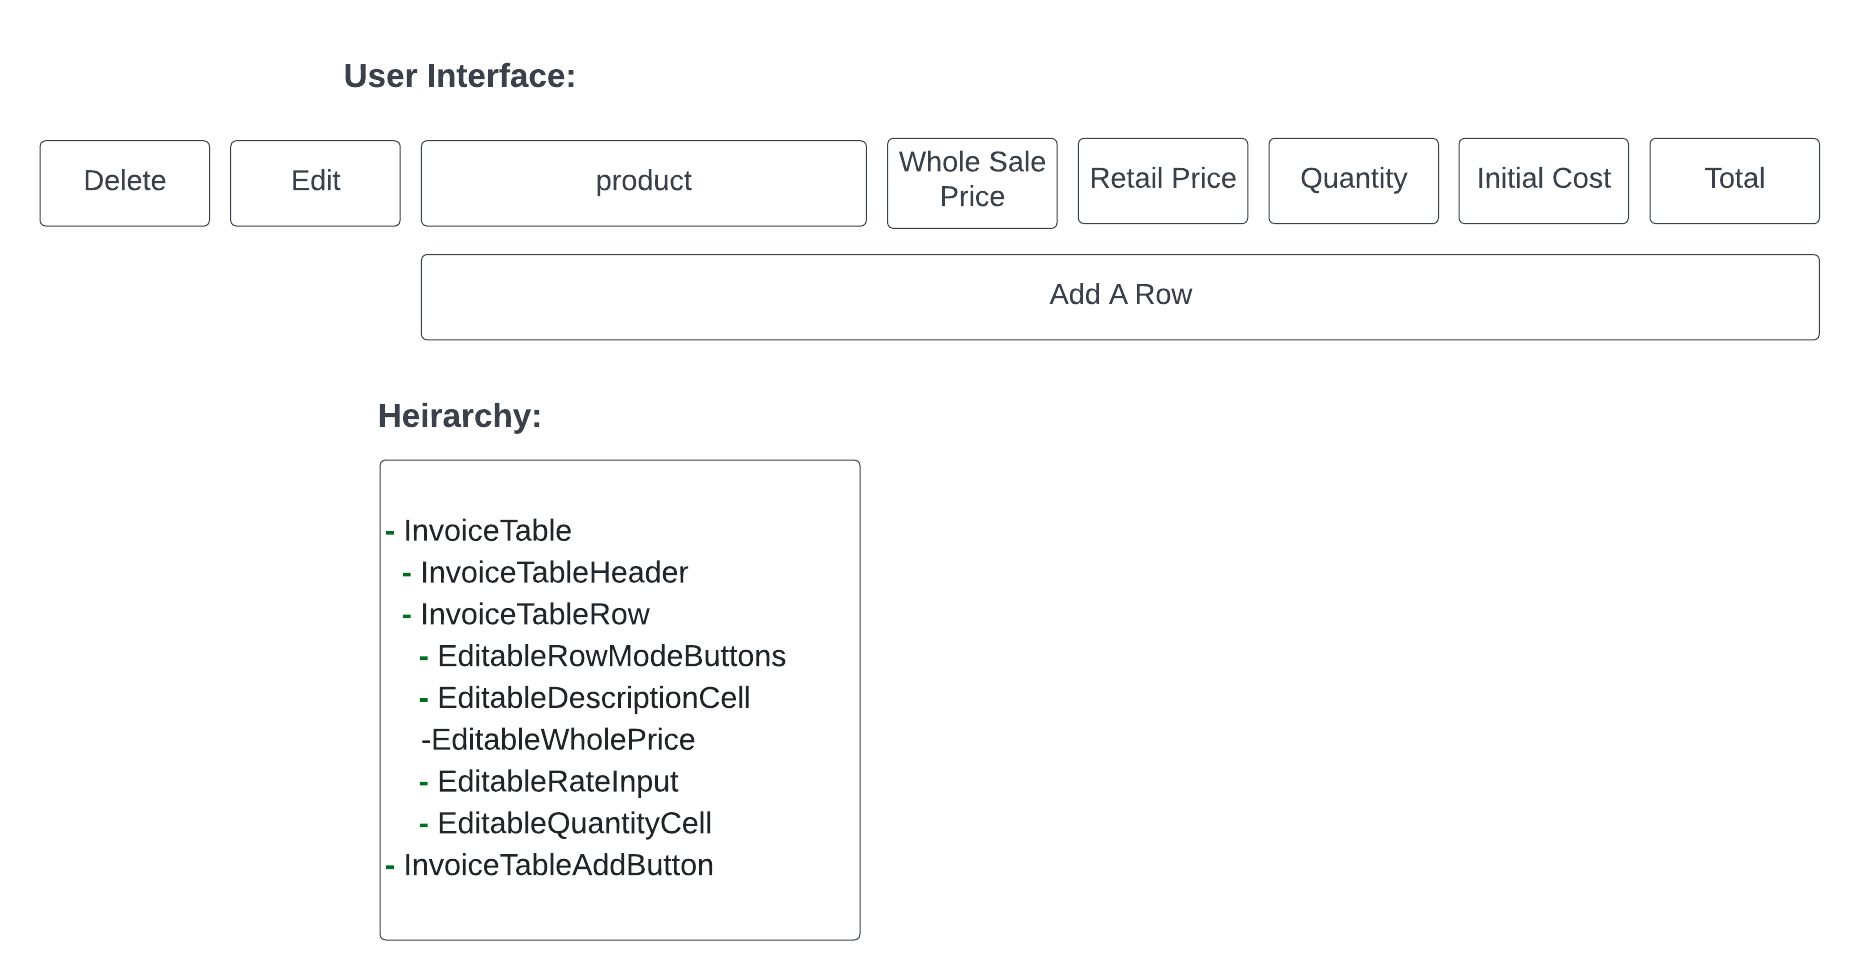 User Interface:
Delete
Edit
product
Whole Sale
Price
Retail Price
Quantity
Initial Cost
Total
Add A Row
Heirarchy:
- InvoiceTable
- InvoiceTableHeader
- InvoiceTableRow
- EditableRowModeButtons
- EditableDescriptionCell
-EditableWholePrice
- EditableRateInput
- EditableQuantityCell
- InvoiceTableAddButton